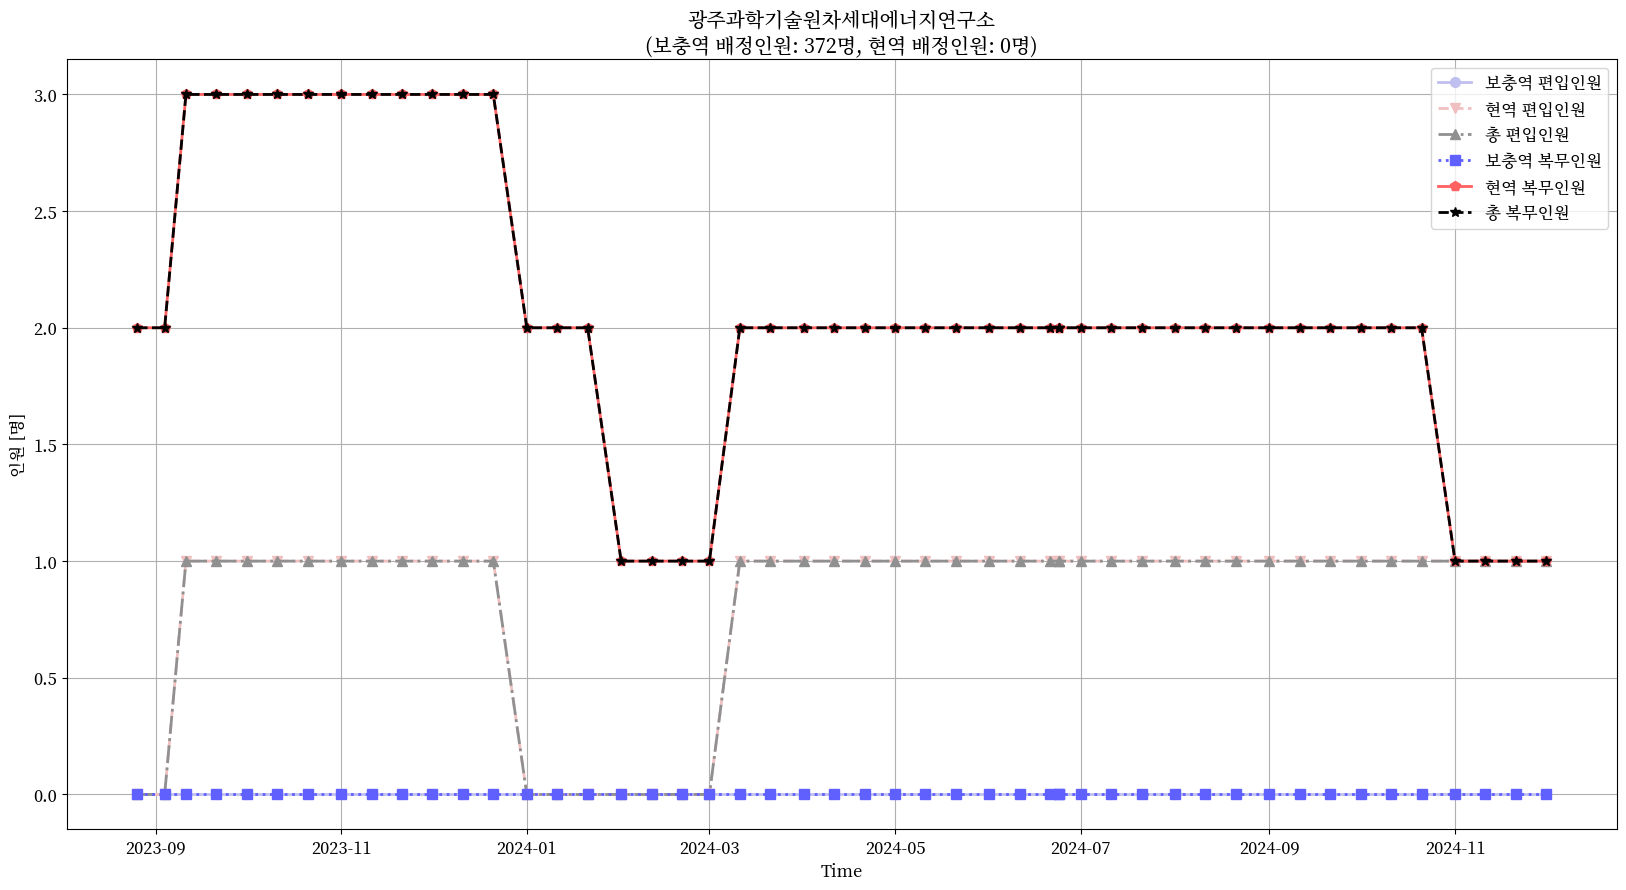 광주과학기술원차세대에너지연구소
(보충역 배정인원: 372명, 현역 배정인원: 0명)
보충역 편입인원
현역 편입인원
총 편입인원
보충역 복무인원
현역 복무인원
총 복무인원
3.0
2.5
2.0
1.5
1.0
0.5
0.0
인원 [명]
2023-09
2023-11
2024-01
2024-03
2024-05
2024-07
2024-09
2024-11
Time